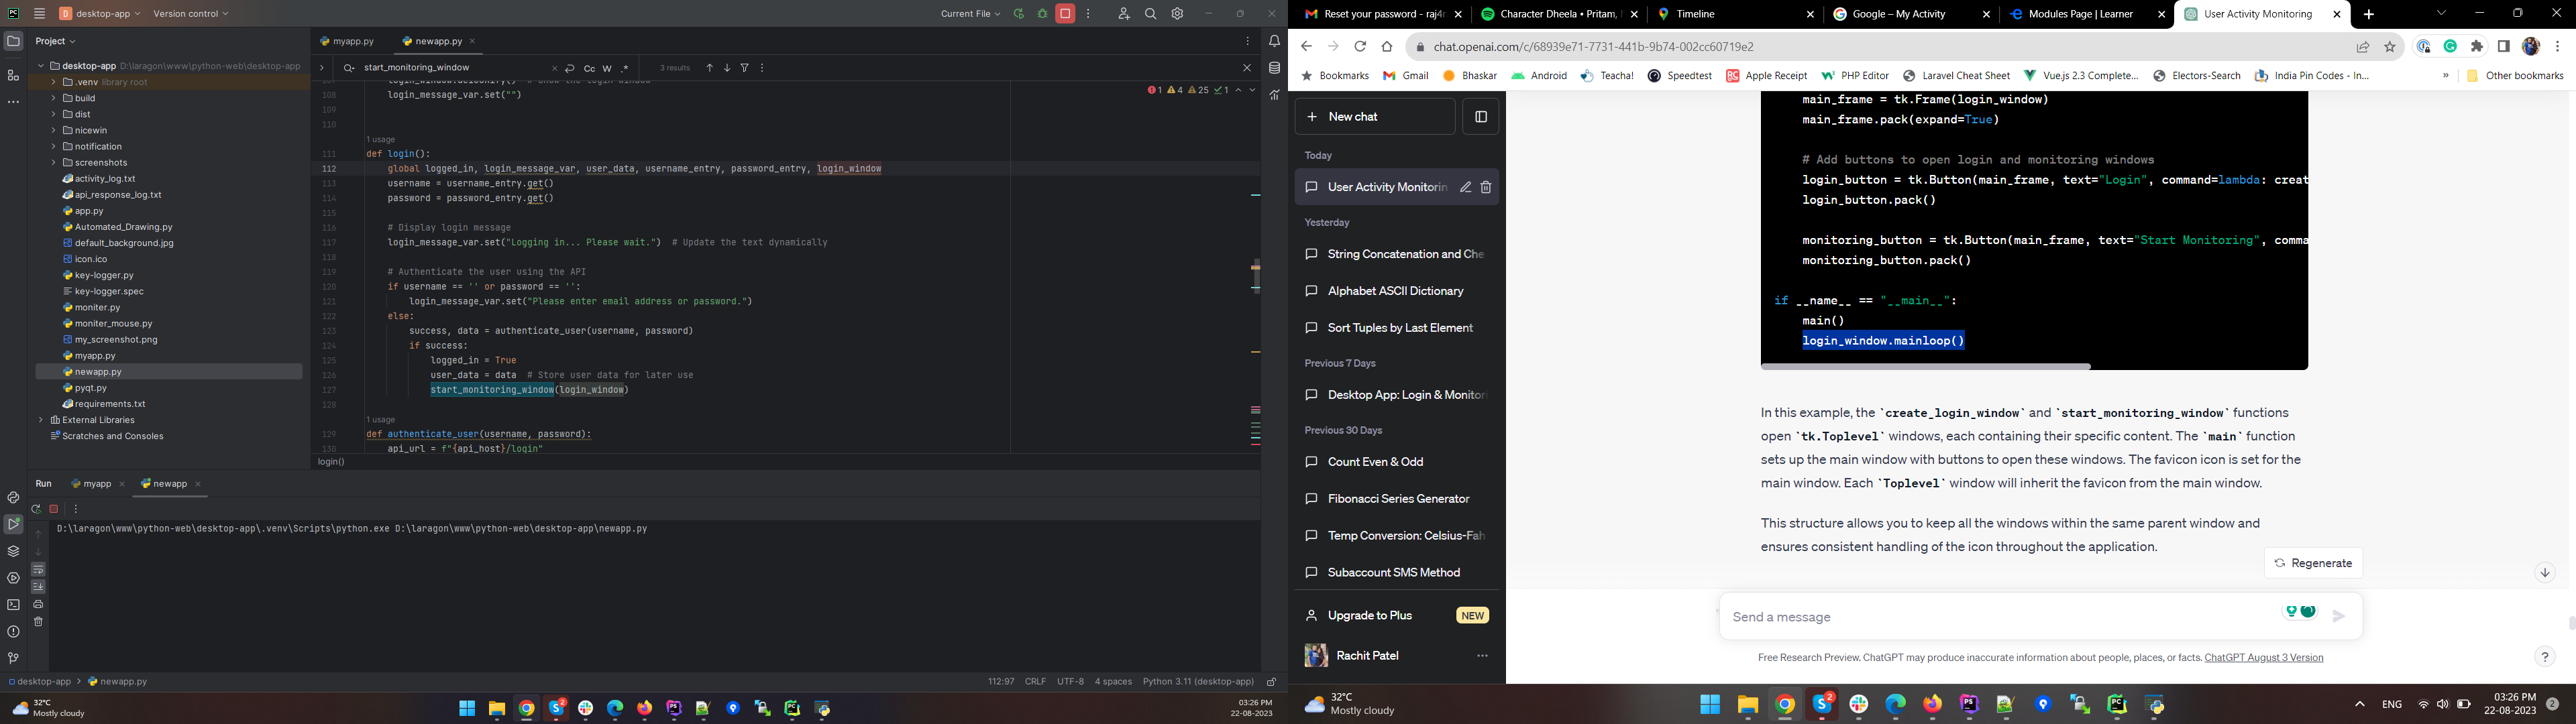 desktop-app
Version control
Current File
Project
myapp.py
newapp.py
desktop-app D:\laragon\www\python-web\desktop-app
.venv library root
build
dist
nicewin
notification
screenshots
activity_log.txt
api_response_log.txt
app.py
Automated_Drawing.py
default_background.jpg
icon.ico
key-logger.py
key-logger.spec
moniter.py
moniter_mouse.py
my_screenshot.png
myapp.py
newapp.py
pyqt.py
requirements.txt
External Libraries
Scratches and Consoles
start_monitoring_window
Cc W .*
3 results
1 4 25 1
108 login_message_var.set("")
109
110
1 usage
111 def login():
112 global logged_in, login_message_var, user_data, username_entry, password_entry, login_window
113 username = username_entry.get()
114 password = password_entry.get()
115
116 # Display login message
117 login_message_var.set("Logging in... Please wait.") # Update the text dynamically
118
119 # Authenticate the user using the API
120 if username == '' or password == '':
121 login_message_var.set("Please enter email address or password.")
122 else:
123 success, data = authenticate_user(username, password)
124 if success:
125 logged_in = True
126 user_data = data # Store user data for later use
127 start_monitoring_window(login_window)
128
1 usage
129 def authenticate_user(username, password):
130 api_url = f"{api_host}/login"
login()
Run
myapp
newapp
D:\laragon\www\python-web\desktop-app\.venv\Scripts\python.exe D:\laragon\www\python-web\desktop-app\newapp.py
desktop-app > newapp.py
112:97 CRLF UTF-8 4 spaces Python 3.11 (desktop-app)
32°C
Mostly cloudy
2
03:26 PM
22-08-2023
Reset your password - raj4r
Character Dheela • Pritam,
Timeline
Google – My Activity
Modules Page | Learner
User Activity Monitoring
chat.openai.com/c/68939e71-7731-441b-9b74-002cc60719e2
Bookmarks
Gmail
Bhaskar
Android
Teacha!
Speedtest
Apple Receipt
PHP Editor
Laravel Cheat Sheet
Vue.js 2.3 Complete...
Electors-Search
India Pin Codes - In...
»
Other bookmarks
New chat
Today
User Activity Monitorin
Yesterday
String Concatenation and Che
Alphabet ASCII Dictionary
Sort Tuples by Last Element
Previous 7 Days
Desktop App: Login & Monitori
Previous 30 Days
Count Even & Odd
Fibonacci Series Generator
Temp Conversion: Celsius-Fah
Subaccount SMS Method
Upgrade to Plus NEW
Rachit Patel
main_frame = tk.Frame(login_window)
main_frame.pack(expand=True)
# Add buttons to open login and monitoring windows
login_button = tk.Button(main_frame, text="Login", command=lambda: creat
login_button.pack()
monitoring_button = tk.Button(main_frame, text="Start Monitoring", comma
monitoring_button.pack()
if __name__ == "__main__":
main()
login_window.mainloop()
In this example, the `create_login_window` and `start_monitoring_window` functions
open `tk.Toplevel` windows, each containing their specific content. The `main` function
sets up the main window with buttons to open these windows. The favicon icon is set for the
main window. Each `Toplevel` window will inherit the favicon from the main window.
This structure allows you to keep all the windows within the same parent window and
ensures consistent handling of the icon throughout the application.
Regenerate
Send a message
Free Research Preview. ChatGPT may produce inaccurate information about people, places, or facts. ChatGPT August 3 Version
?
32°C
Mostly cloudy
2
ENG
03:26 PM
22-08-2023
2